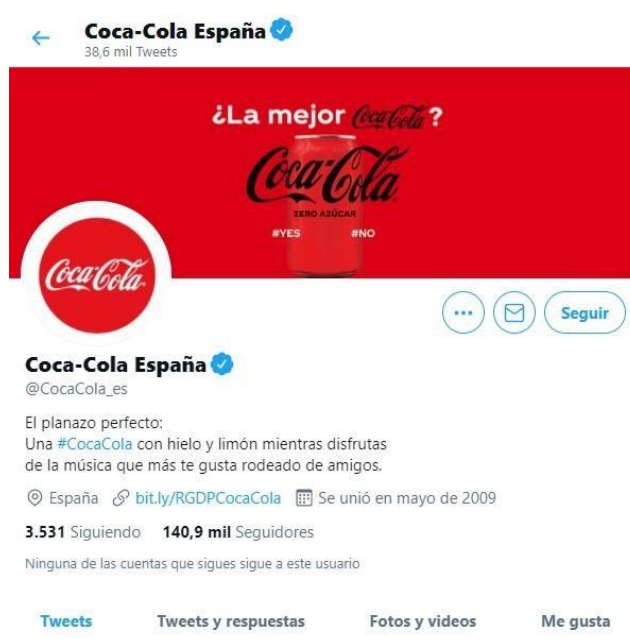 Coca-Cola España
38,6 mil Tweets
¿La mejor Coca-Cola ?
Coca-Cola
ZERO AZÚCAR
#YES #NO
Coca-Cola
Seguir
Coca-Cola España
@CocaCola_es
El planazo perfecto:
Una #CocaCola con hielo y limón mientras disfrutas
de la música que más te gusta rodeado de amigos.
España bit.ly/RGDPCocaCola Se unió en mayo de 2009
3.531 Siguiendo 140,9 mil Seguidores
Ninguna de las cuentas que sigues sigue a este usuario
Tweets Tweets y respuestas Fotos y videos Me gusta